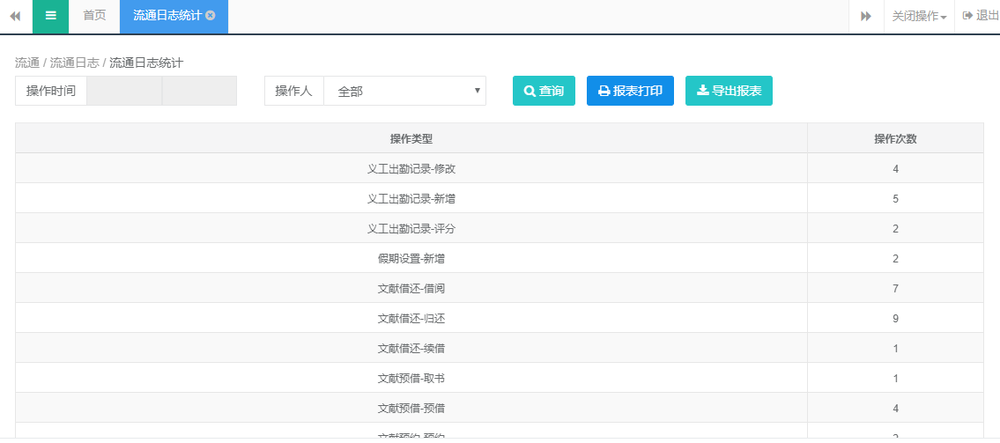 首页 流通日志统计 关闭操作 退出
流通 / 流通日志 / 流通日志统计
操作时间 操作人 全部 查询 报表打印 导出报表
操作类型 操作次数
义工出勤记录-修改 4
义工出勤记录-新增 5
义工出勤记录-评分 2
假期设置-新增 2
文献借还-借阅 7
文献借还-归还 9
文献借还-续借 1
文献预借-取书 1
文献预借-预借 4
文献预约-预约